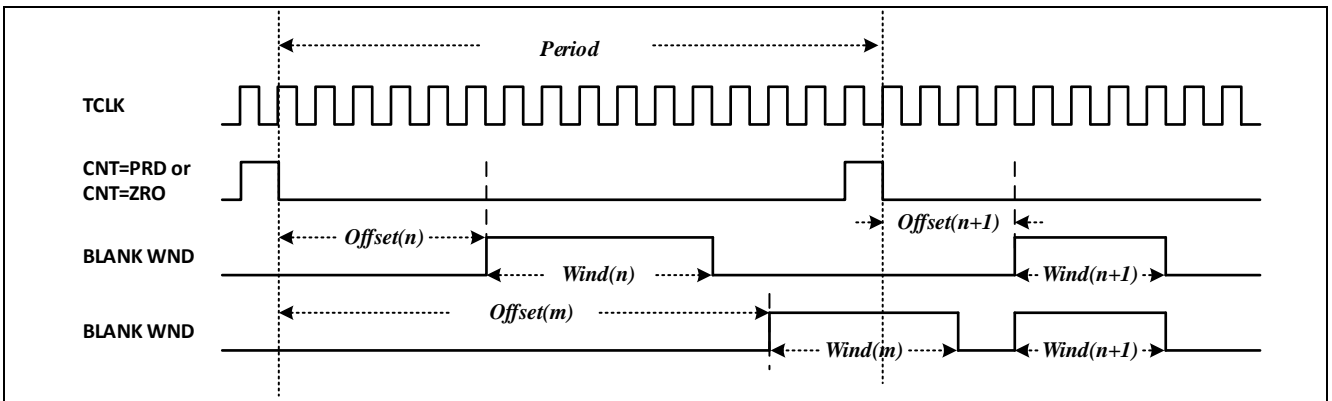 Period
TCLK
CNT=PRD or
CNT=ZRO
Offset(n)
Offset(n+1)
BLANK WND
Wind(n)
Wind(n+1)
Offset(m)
BLANK WND
Wind(m)
Wind(n+1)